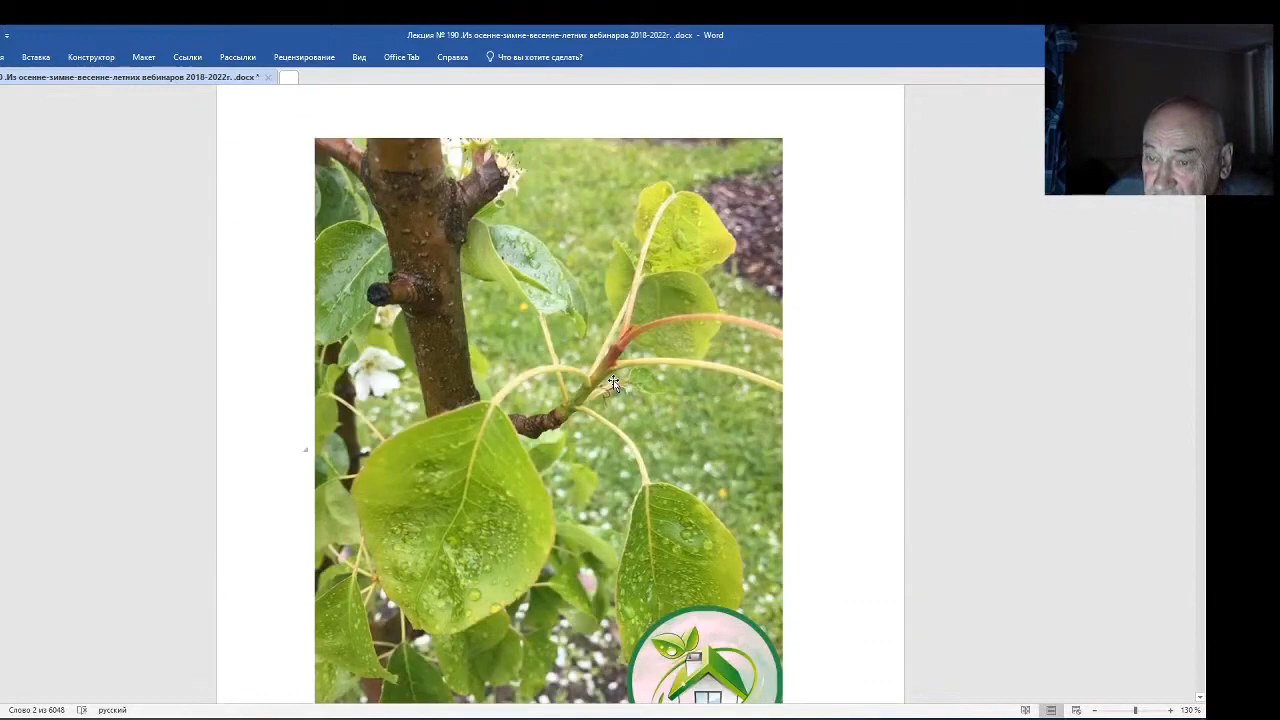 Лекция № 190 .Из осенне-зимне-весенне-летних вебинаров 2018-2022г. .docx - Word
Вставка Конструктор Макет Ссылки Рассылки Рецензирование Вид Office Tab Справка Что вы хотите сделать?
0 .Из осенне-зимне-весенне-летних вебинаров 2018-2022г. .docx *
Слово 2 из 6048 русский 130 %